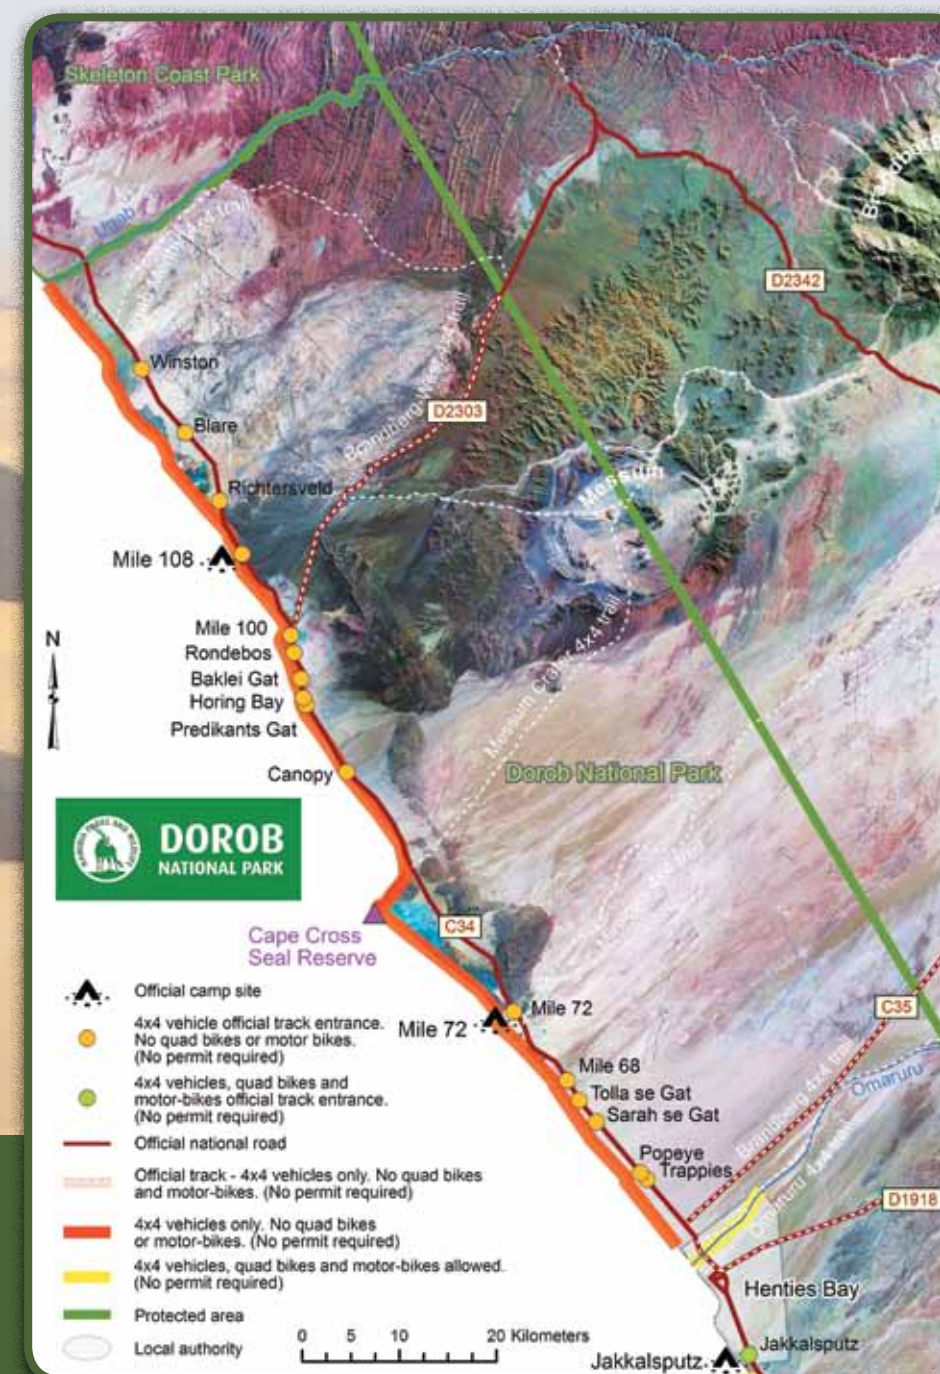 Skeleton Coast Park
Ugab
Brandberg
D2342
Winston
Blare
D2303
Brandberg West 4x4 trail
Richtersveld
Messum
Mile 108
Mile 100
Rondebos
Baklei Gat
Horing Bay
Predikants Gat
N
Messum Crater 4x4 trail
Canopy
Dorob National Park
DOROB
NATIONAL PARK
C34
Cape Cross
Seal Reserve
Mile 72
Mile 72
C35
Mile 68
Tolla se Gat
Sarah se Gat
Omaruru
Branberg 4x4 trail
Popeye
Trappies
Omaruru 4x4
D1918
Henties Bay
Jakkalsputz
Jakkalsputz
Official camp site
4x4 vehicle official track entrance.
No quad bikes or motor bikes.
(No permit required)
4x4 vehicles, quad bikes and
motor-bikes official track entrance.
(No permit required)
Official national road
Official track - 4x4 vehicles only. No quad bikes
and motor-bikes. (No permit required)
4x4 vehicles only. No quad bikes
or motor-bikes. (No permit required)
4x4 vehicles, quad bikes and motor-bikes allowed.
(No permit required)
Protected area
Local authority
0 5 10 20 Kilometers